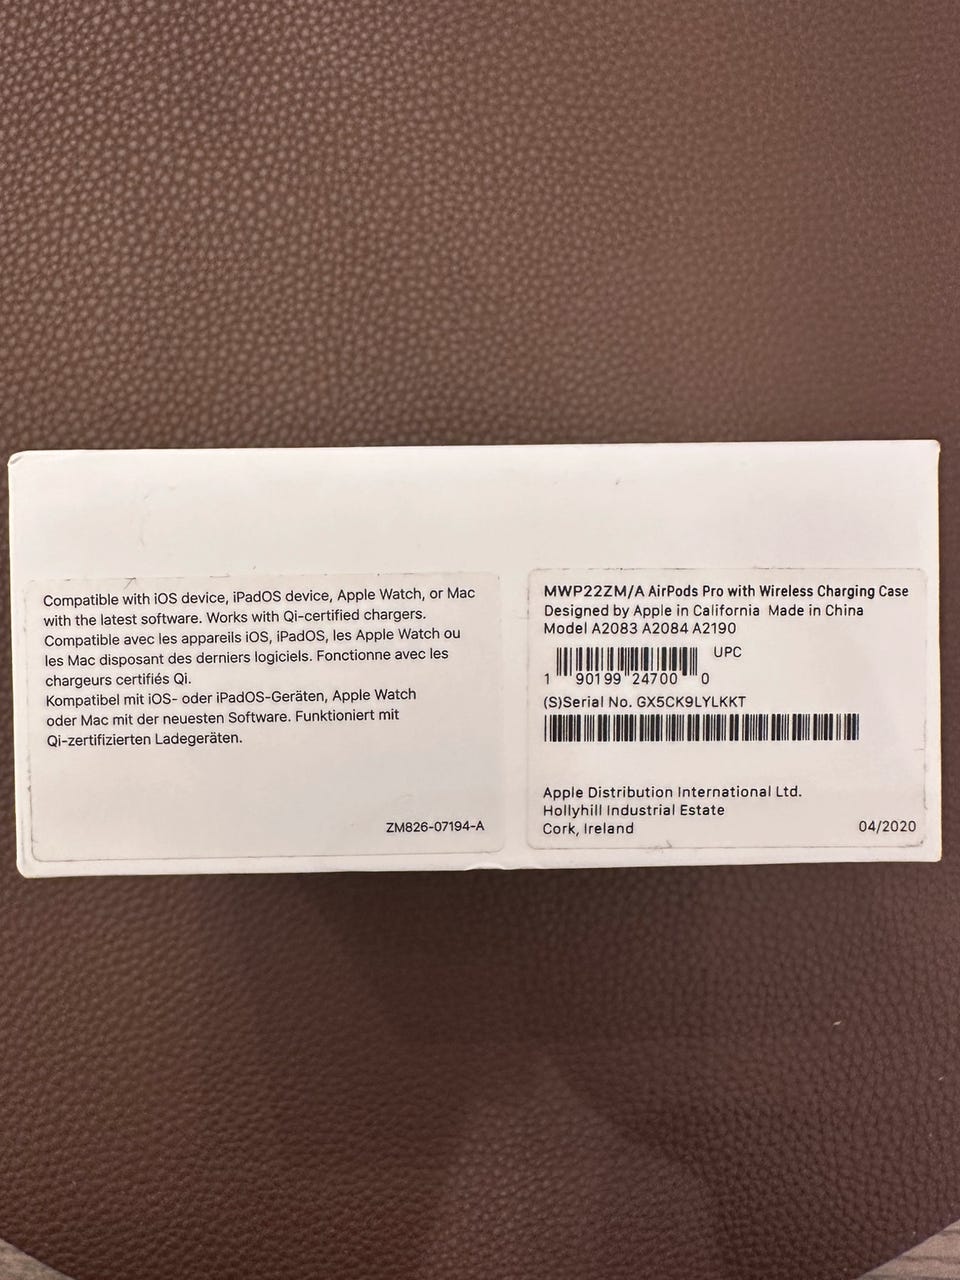 Compatible with iOS device, iPadOS device, Apple Watch, or Mac
with the latest software. Works with Qi-certified chargers.
Compatible avec les appareils iOS, iPadOS, les Apple Watch ou
les Mac disposant des derniers logiciels. Fonctionne avec les
chargeurs certifiés Qi.
Kompatibel mit iOS- oder iPadOS-Geräten, Apple Watch
oder Mac mit der neuesten Software. Funktioniert mit
Qi-zertifizierten Ladegeräten.
ZM826-07194-A
MWP22ZM/A AirPods Pro with Wireless Charging Case
Designed by Apple in California Made in China
Model A2083 A2084 A2190
UPC
1 90199 24700 0
(S)Serial No. GX5CK9LYLKKT
Apple Distribution International Ltd.
Hollyhill Industrial Estate
Cork, Ireland
04/2020